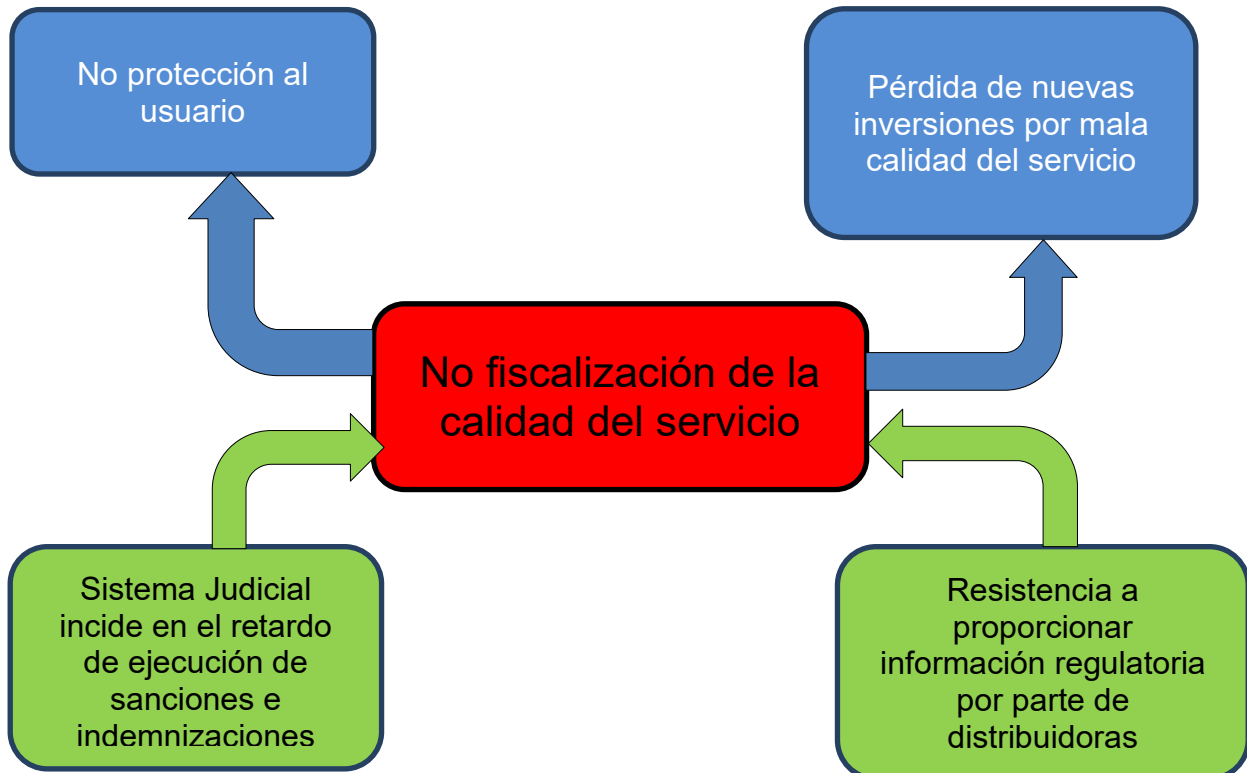 No protección al
usuario
Pérdida de nuevas
inversiones por mala
calidad del servicio
No fiscalización de la
calidad del servicio
Sistema Judicial
incide en el retardo
de ejecución de
sanciones e
indemnizaciones
Resistencia a
proporcionar
información regulatoria
por parte de
distribuidoras